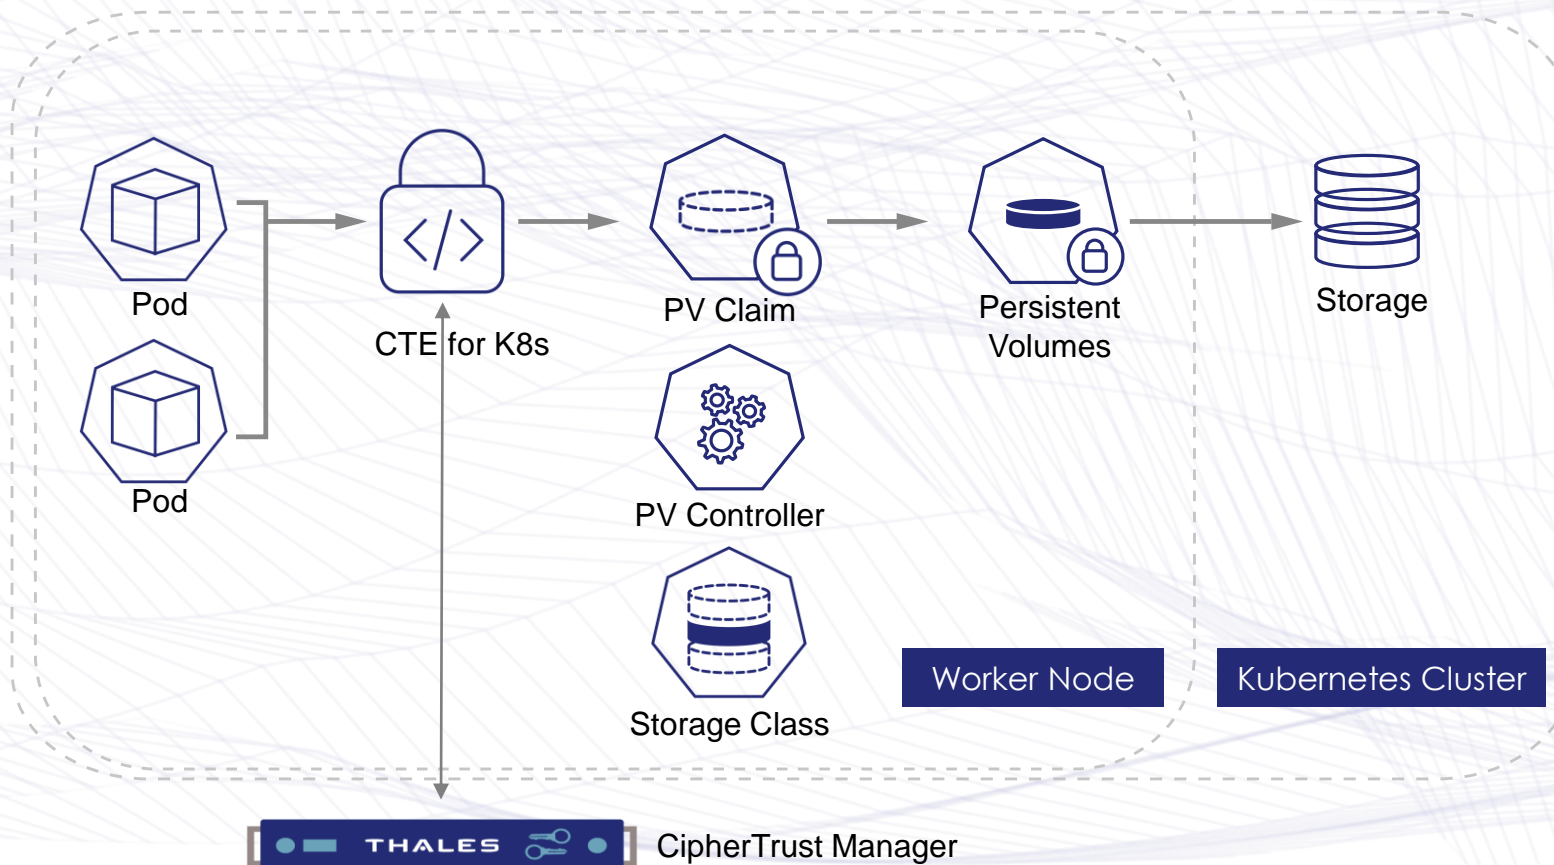 Pod
CTE for K8s
PV Claim
Persistent
Volumes
Storage
Pod
PV Controller
Storage Class
Worker Node
Kubernetes Cluster
THALES
CipherTrust Manager